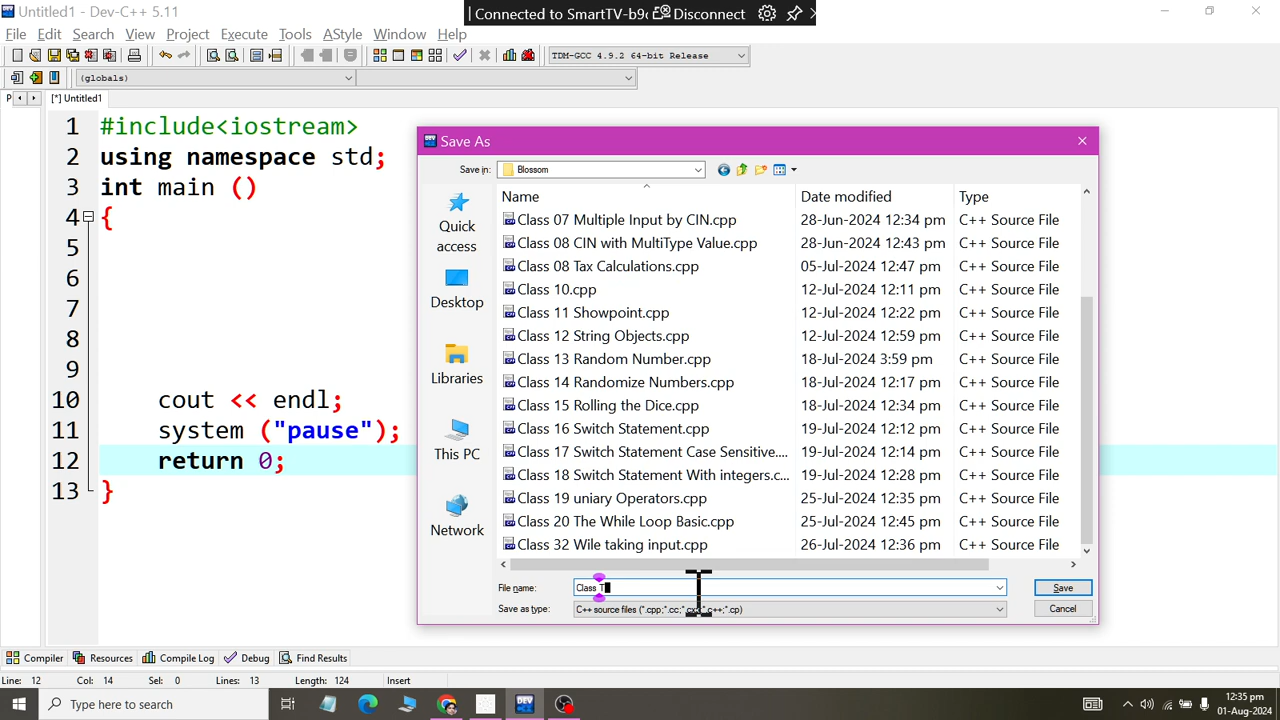 Untitled1 - Dev-C++ 5.11
Connected to SmartTV-b9 Disconnect
File Edit Search View Project Execute Tools AStyle Window Help
TDM-GCC 4.9.2 64-bit Release
(globals)
P
[*] Untitled1
1 #include<iostream>
2 using namespace std;
3 int main ()
4 {
5
6
7
8
9
10 cout << endl;
11 system ("pause");
12 return 0;
13 }
Save As
Save in: Blossom
Quick access
Desktop
Libraries
This PC
Network
Name Date modified Type
Class 07 Multiple Input by CIN.cpp 28-Jun-2024 12:34 pm C++ Source File
Class 08 CIN with MultiType Value.cpp 28-Jun-2024 12:43 pm C++ Source File
Class 08 Tax Calculations.cpp 05-Jul-2024 12:47 pm C++ Source File
Class 10.cpp 12-Jul-2024 12:11 pm C++ Source File
Class 11 Showpoint.cpp 12-Jul-2024 12:22 pm C++ Source File
Class 12 String Objects.cpp 12-Jul-2024 12:59 pm C++ Source File
Class 13 Random Number.cpp 18-Jul-2024 3:59 pm C++ Source File
Class 14 Randomize Numbers.cpp 18-Jul-2024 12:17 pm C++ Source File
Class 15 Rolling the Dice.cpp 18-Jul-2024 12:34 pm C++ Source File
Class 16 Switch Statement.cpp 19-Jul-2024 12:12 pm C++ Source File
Class 17 Switch Statement Case Sensitive.... 19-Jul-2024 12:14 pm C++ Source File
Class 18 Switch Statement With integers.c... 19-Jul-2024 12:28 pm C++ Source File
Class 19 uniary Operators.cpp 25-Jul-2024 12:35 pm C++ Source File
Class 20 The While Loop Basic.cpp 25-Jul-2024 12:45 pm C++ Source File
Class 32 Wile taking input.cpp 26-Jul-2024 12:36 pm C++ Source File
File name: Class T Save
Save as type: C++ source files (*.cpp;*.cc;*.cxx;*.c++;*.cp) Cancel
Compiler Resources Compile Log Debug Find Results
Line: 12 Col: 14 Sel: 0 Lines: 13 Length: 124 Insert
Type here to search
DEV
12:35 pm
01-Aug-2024